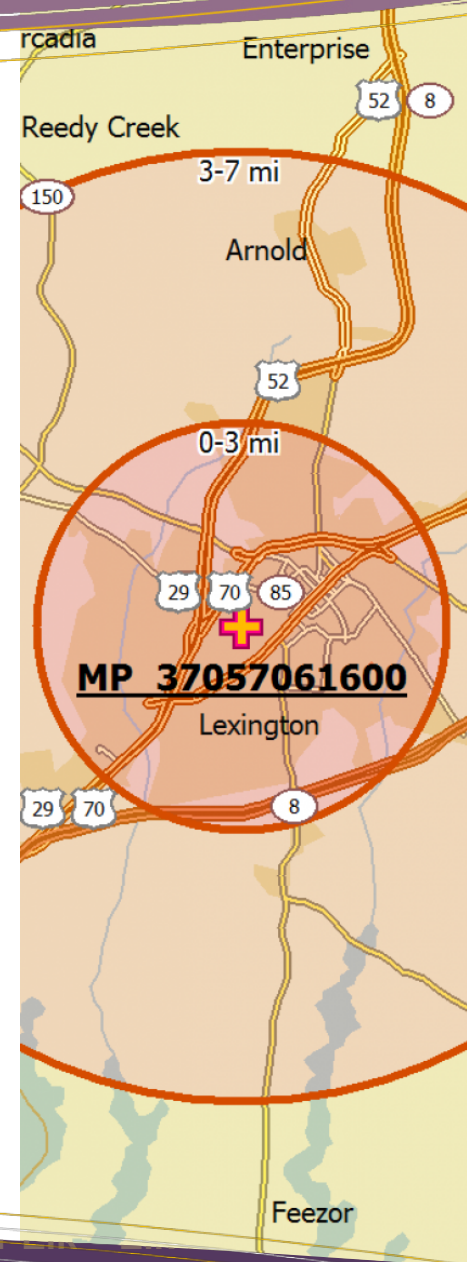 rcadia
Enterprise
52
8
Reedy Creek
3-7 mi
150
Arnold
52
0-3 mi
29
70
85
MP 37057061600
Lexington
29
70
8
Feezor